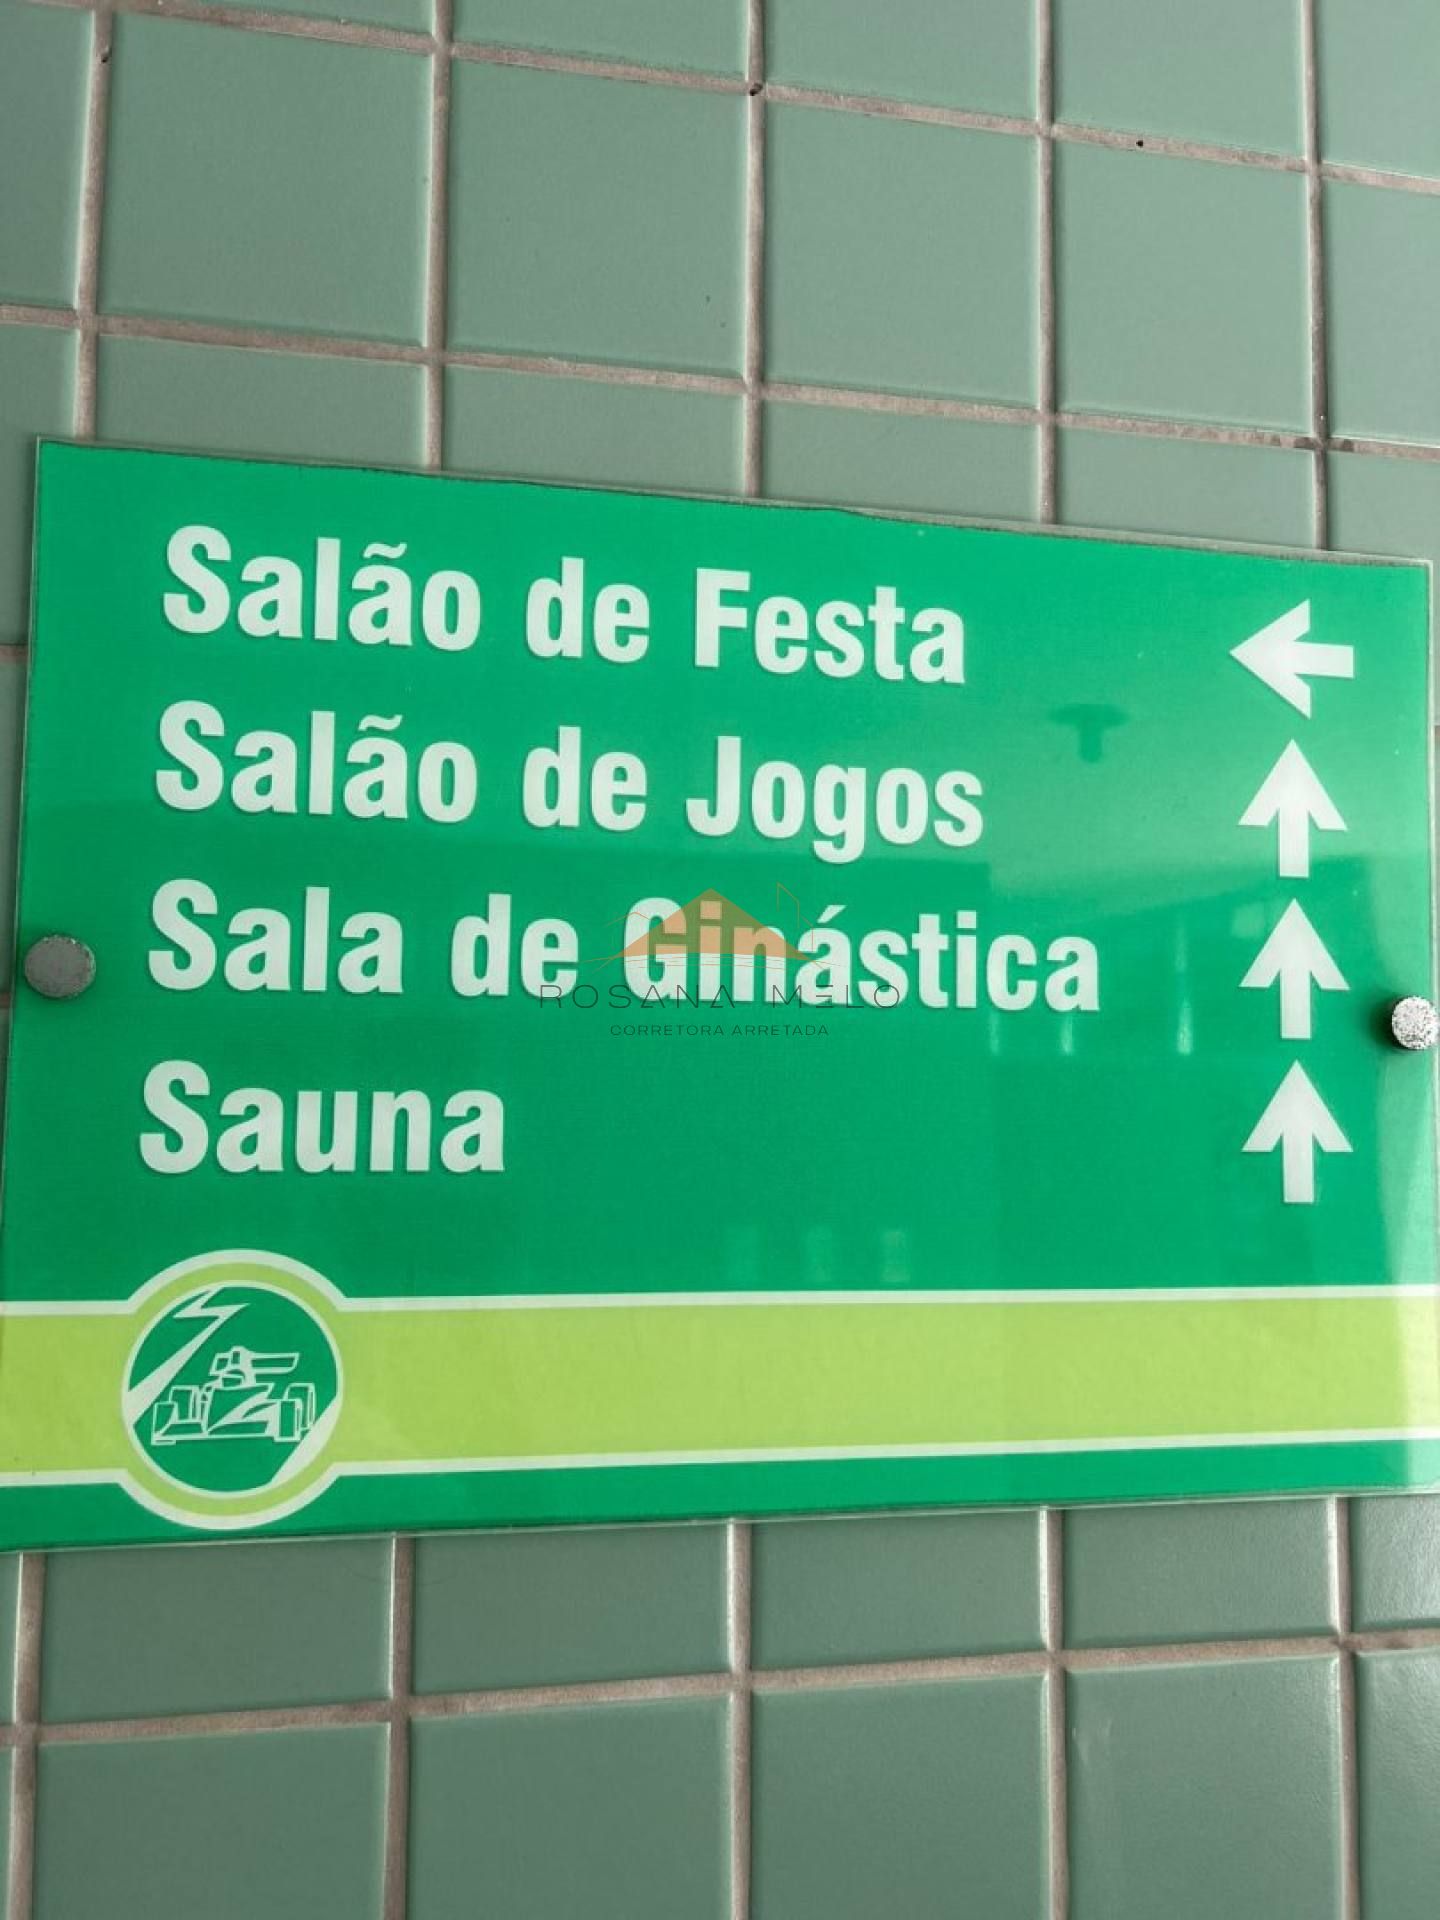 Salão de Festa
Salão de Jogos
Sala de Ginástica
ROSANA MELO
CORRETORA ARRETADA
Sauna